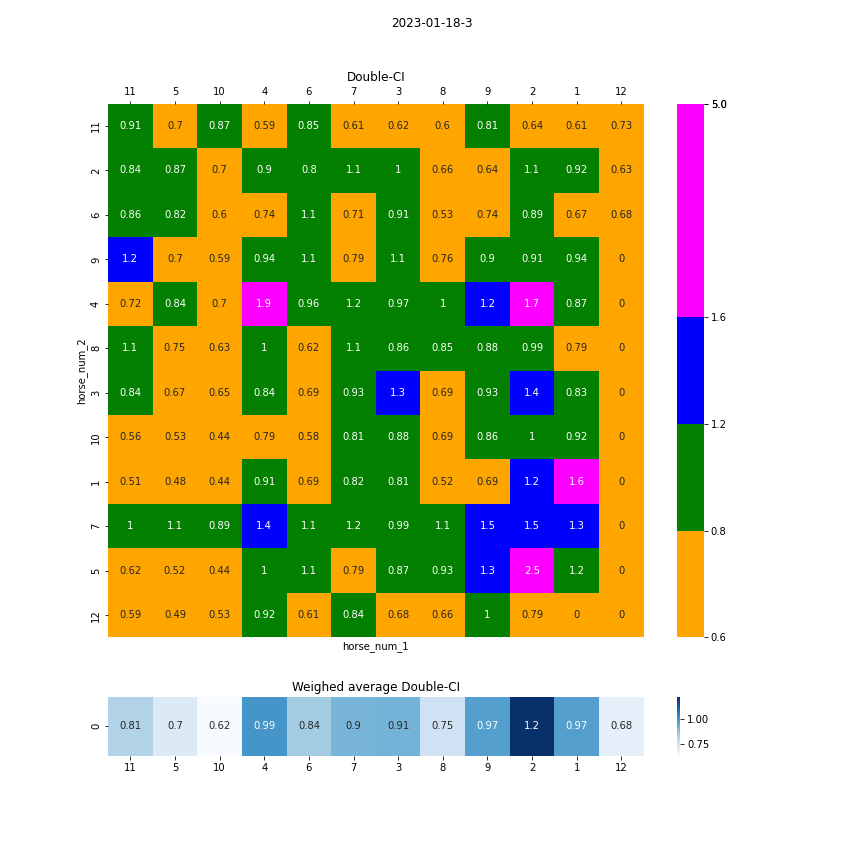 2023-01-18-3
Double-CI
11 5 10 4 6 7 3 8 9 2 1 12
5.0
11 0.91 0.7 0.87 0.59 0.85 0.61 0.62 0.6 0.81 0.64 0.61 0.73
2 0.84 0.87 0.7 0.9 0.8 1.1 1 0.66 0.64 1.1 0.92 0.63
6 0.86 0.82 0.6 0.74 1.1 0.71 0.91 0.53 0.74 0.89 0.67 0.68
9 1.2 0.7 0.59 0.94 1.1 0.79 1.1 0.76 0.9 0.91 0.94 0
4 0.72 0.84 0.7 1.9 0.96 1.2 0.97 1 1.2 1.7 0.87 0
1.6
8 1.1 0.75 0.63 1 0.62 1.1 0.86 0.85 0.88 0.99 0.79 0
horse_num_2
3 0.84 0.67 0.65 0.84 0.69 0.93 1.3 0.69 0.93 1.4 0.83 0
1.2
10 0.56 0.53 0.44 0.79 0.58 0.81 0.88 0.69 0.86 1 0.92 0
1 0.51 0.48 0.44 0.91 0.69 0.82 0.81 0.52 0.69 1.2 1.6 0
7 1 1.1 0.89 1.4 1.1 1.2 0.99 1.1 1.5 1.5 1.3 0
0.8
5 0.62 0.52 0.44 1 1.1 0.79 0.87 0.93 1.3 2.5 1.2 0
12 0.59 0.49 0.53 0.92 0.61 0.84 0.68 0.66 1 0.79 0 0
0.6
horse_num_1
Weighed average Double-CI
1.00
0 0.81 0.7 0.62 0.99 0.84 0.9 0.91 0.75 0.97 1.2 0.97 0.68
0.75
11 5 10 4 6 7 3 8 9 2 1 12